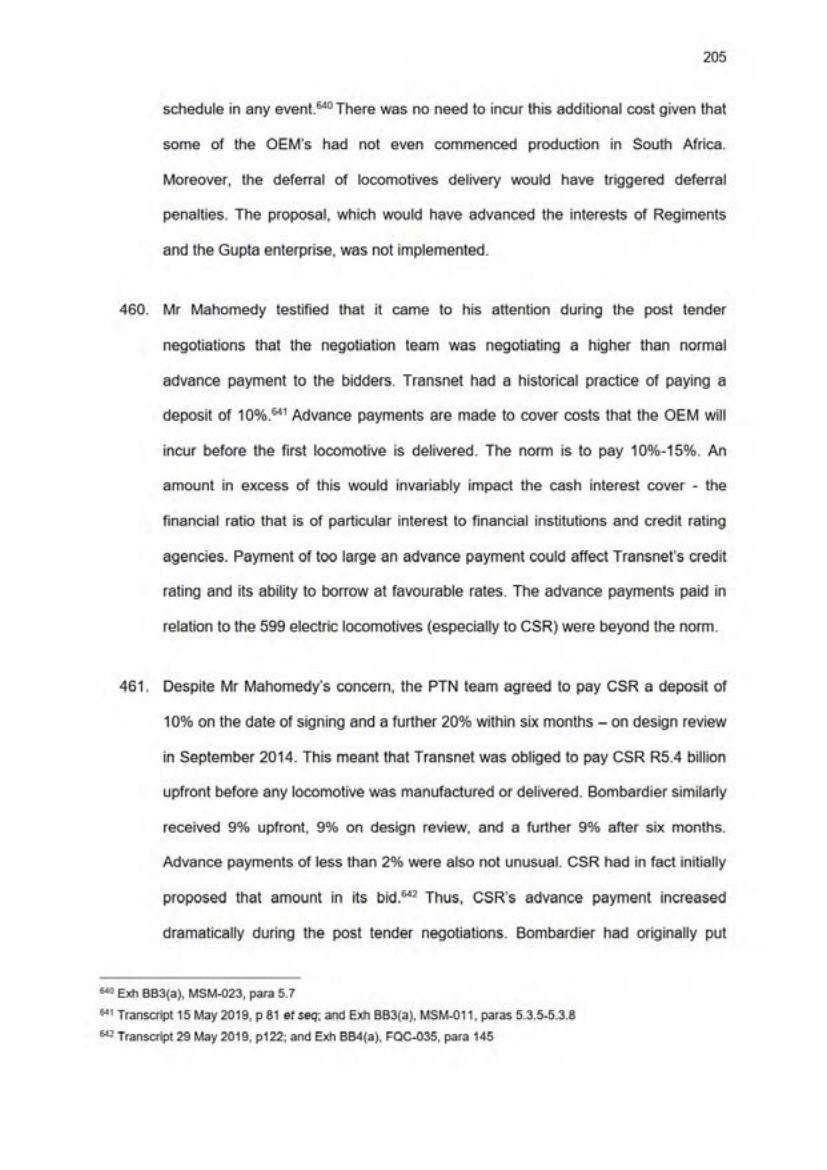 205
schedule in any event.640 There was no need to incur this additional cost given that
some of the OEM's had not even commenced production in South Africa.
Moreover, the deferral of locomotives delivery would have triggered deferral
penalties. The proposal, which would have advanced the interests of Regiments
and the Gupta enterprise, was not implemented.
460. Mr Mahomedy testified that it came to his attention during the post tender
negotiations that the negotiation team was negotiating a higher than normal
advance payment to the bidders. Transnet had a historical practice of paying a
deposit of 10%.641 Advance payments are made to cover costs that the OEM will
incur before the first locomotive is delivered. The norm is to pay 10%-15%. An
amount in excess of this would invariably impact the cash interest cover - the
financial ratio that is of particular interest to financial institutions and credit rating
agencies. Payment of too large an advance payment could affect Transnet's credit
rating and its ability to borrow at favourable rates. The advance payments paid in
relation to the 599 electric locomotives (especially to CSR) were beyond the norm.
461. Despite Mr Mahomedy's concern, the PTN team agreed to pay CSR a deposit of
10% on the date of signing and a further 20% within six months – on design review
in September 2014. This meant that Transnet was obliged to pay CSR R5.4 billion
upfront before any locomotive was manufactured or delivered. Bombardier similarly
received 9% upfront, 9% on design review, and a further 9% after six months.
Advance payments of less than 2% were also not unusual. CSR had in fact initially
proposed that amount in its bid.642 Thus, CSR's advance payment increased
dramatically during the post tender negotiations. Bombardier had originally put
640 Exh BB3(a), MSM-023, para 5.7
641 Transcript 15 May 2019, p 81 et seq; and Exh BB3(a), MSM-011, paras 5.3.5-5.3.8
642 Transcript 29 May 2019, p122; and Exh BB4(a), FQC-035, para 145